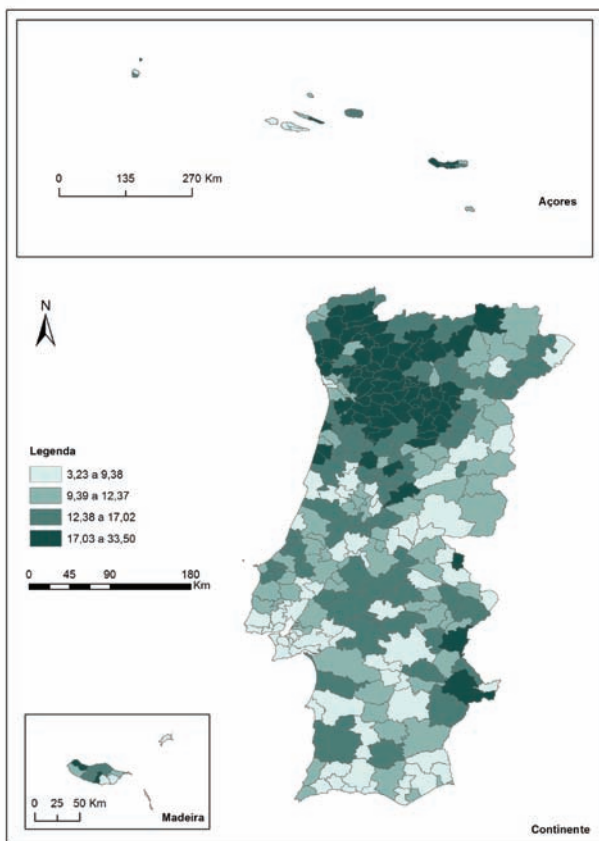 0 135 270 Km
Açores
N
Legenda
3,23 a 9,38
9,39 a 12,37
12,38 a 17,02
17,03 a 33,50
0 45 90 180
Km
0 25 50 Km
Madeira
Continente